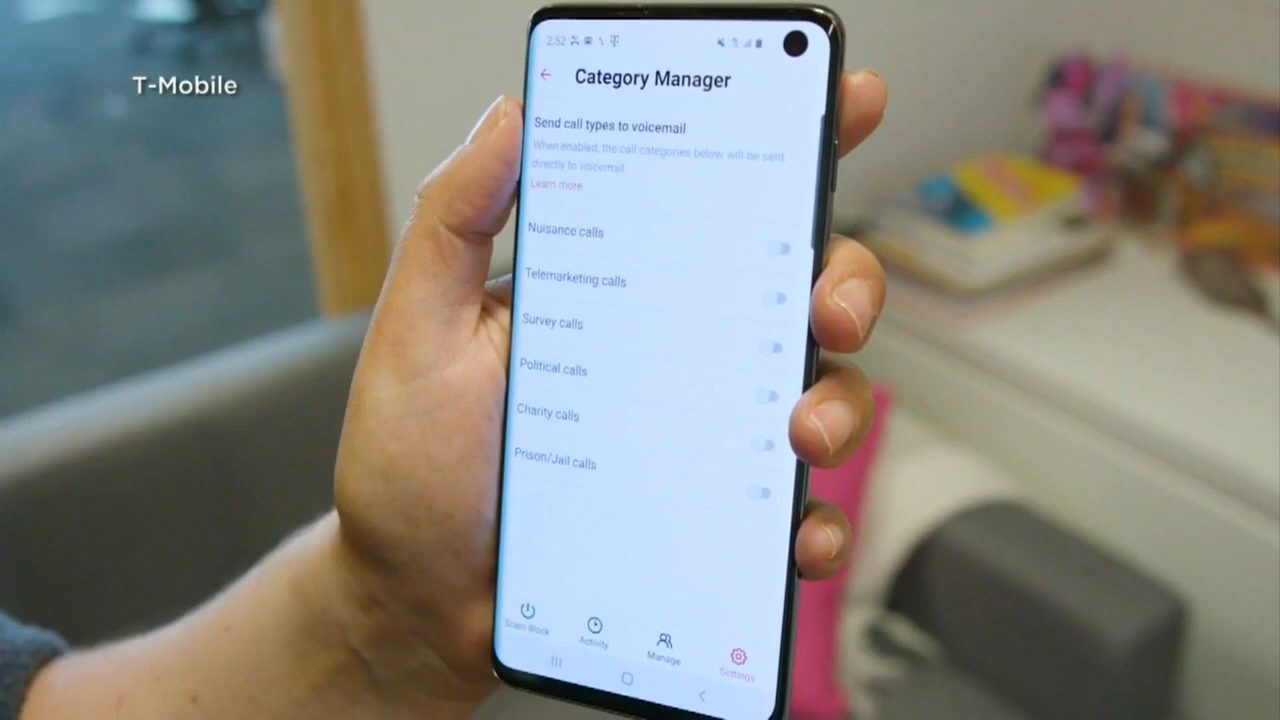 T-Mobile
2:52
Category Manager
Send call types to voicemail
When enabled, the call categories below will be sent
directly to voicemail.
Learn more
Nuisance calls
Telemarketing calls
Survey calls
Political calls
Charity calls
Prison/Jail calls
Scam Block
Activity
Manage
Settings